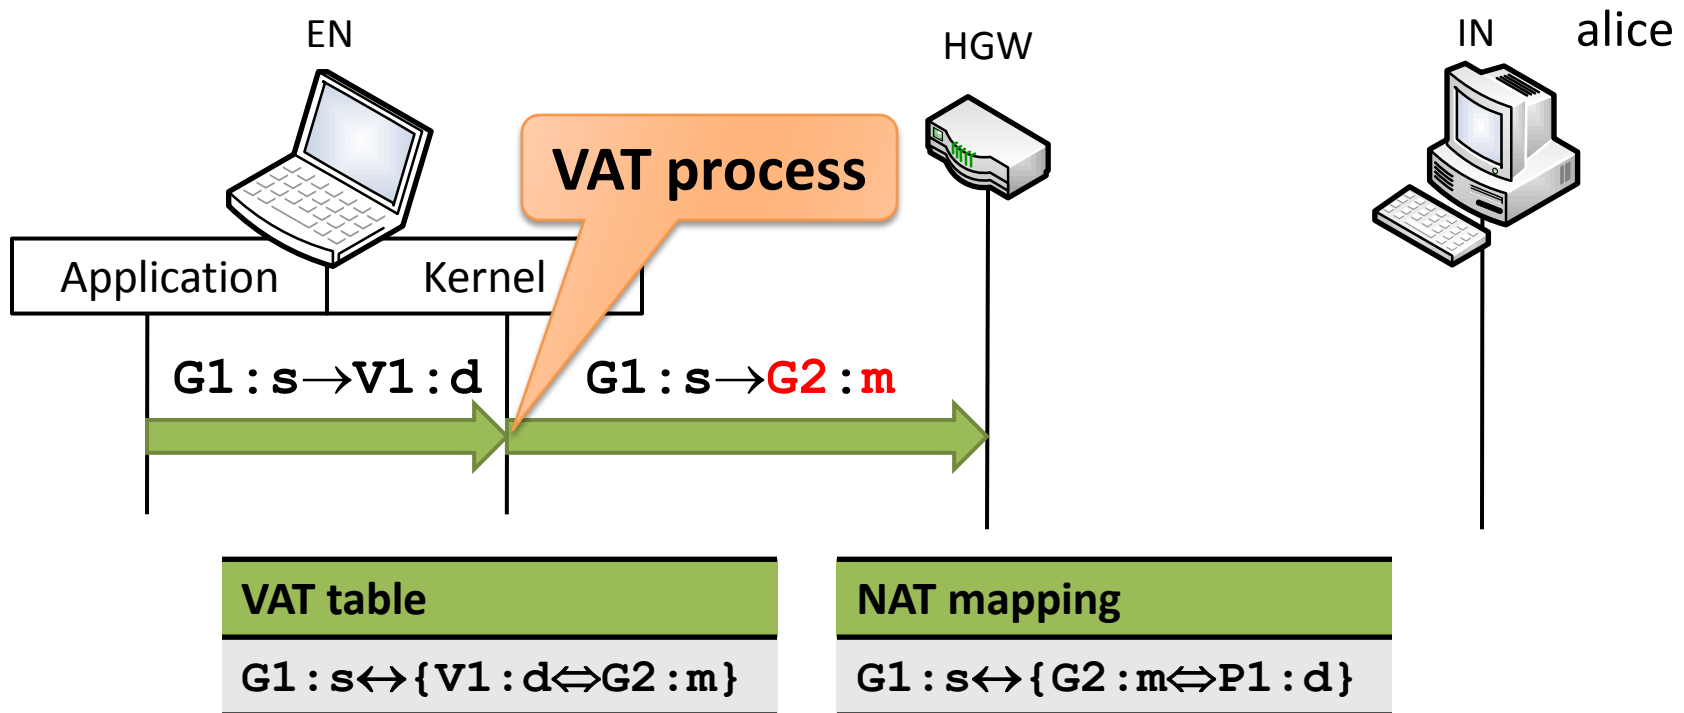 EN
HGW
IN
alice
VAT process
Application
Kernel
G1:s→V1:d
G1:s→G2:m
VAT table
NAT mapping
G1:s↔{V1:d⇔G2:m}
G1:s↔{G2:m⇔P1:d}